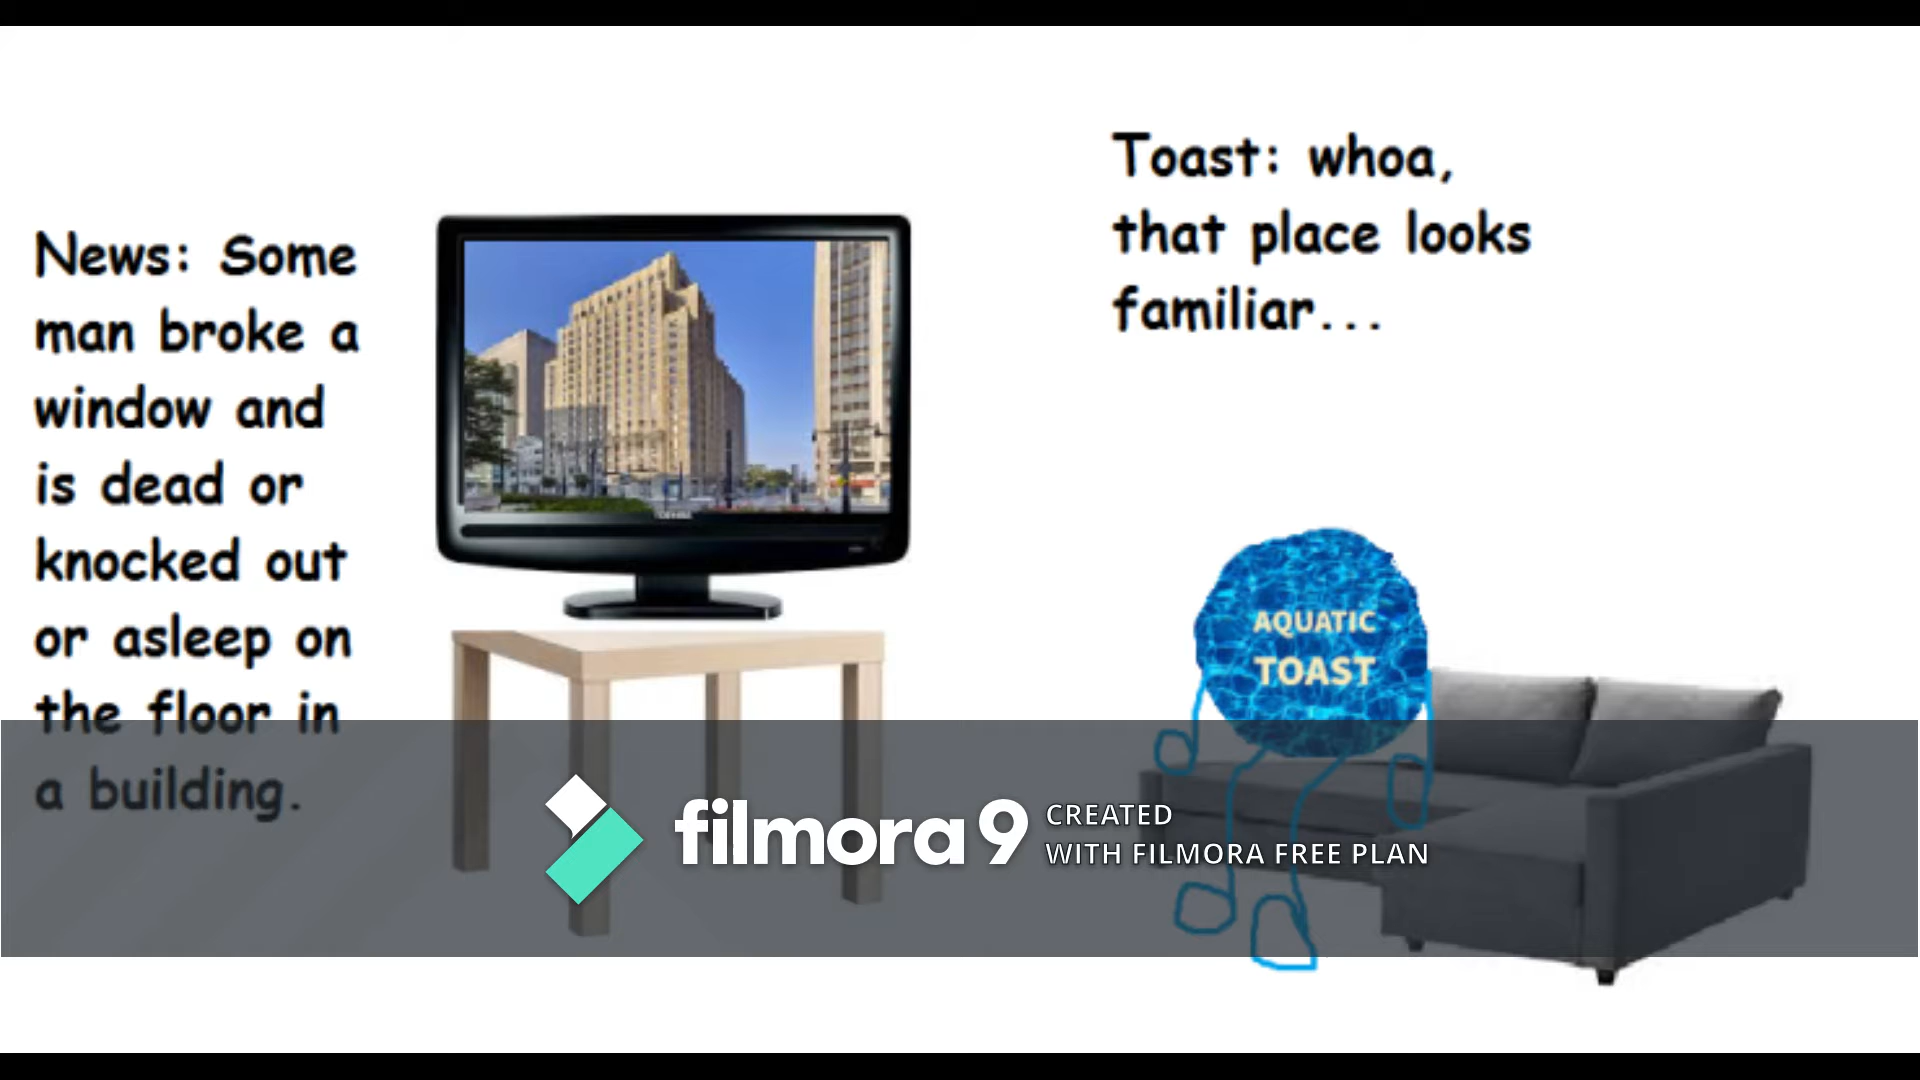 News: Some
man broke a
window and
is dead or
knocked out
or asleep on
the floor in
a building.
Toast: whoa,
that place looks
familiar...
AQUATIC
TOAST
filmora9
CREATED
WITH FILMORA FREE PLAN